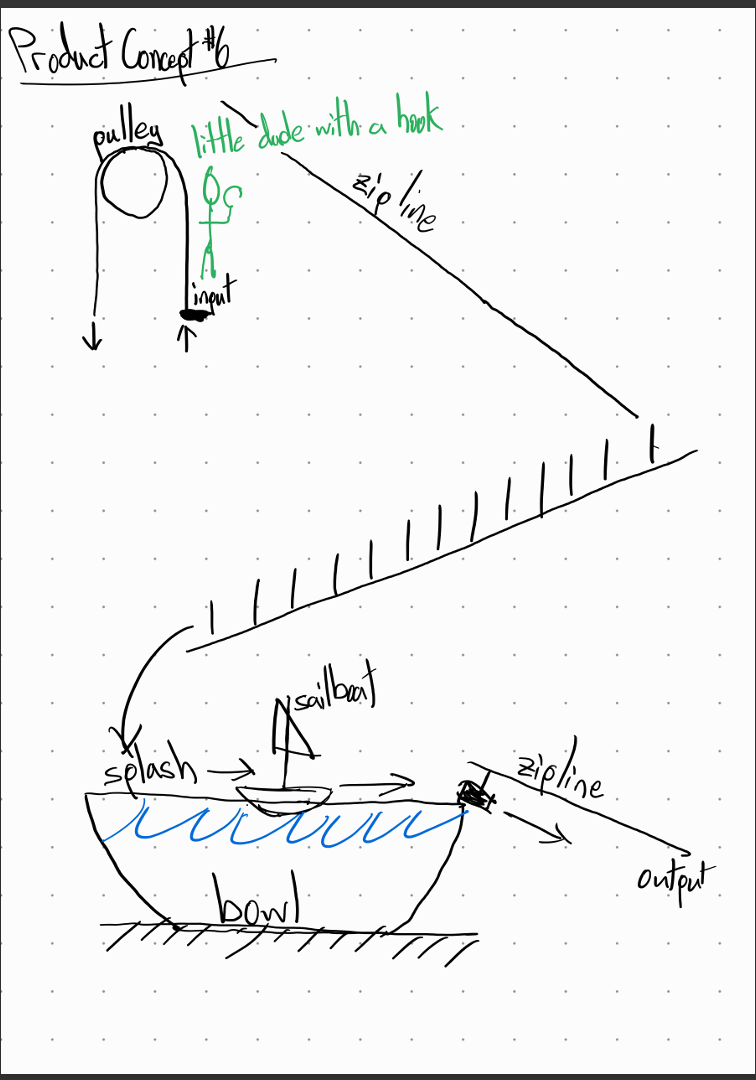 Product Concept #6
pulley
little dude with a hook
zip line
input
sailboat
splash
zipline
output
bowl